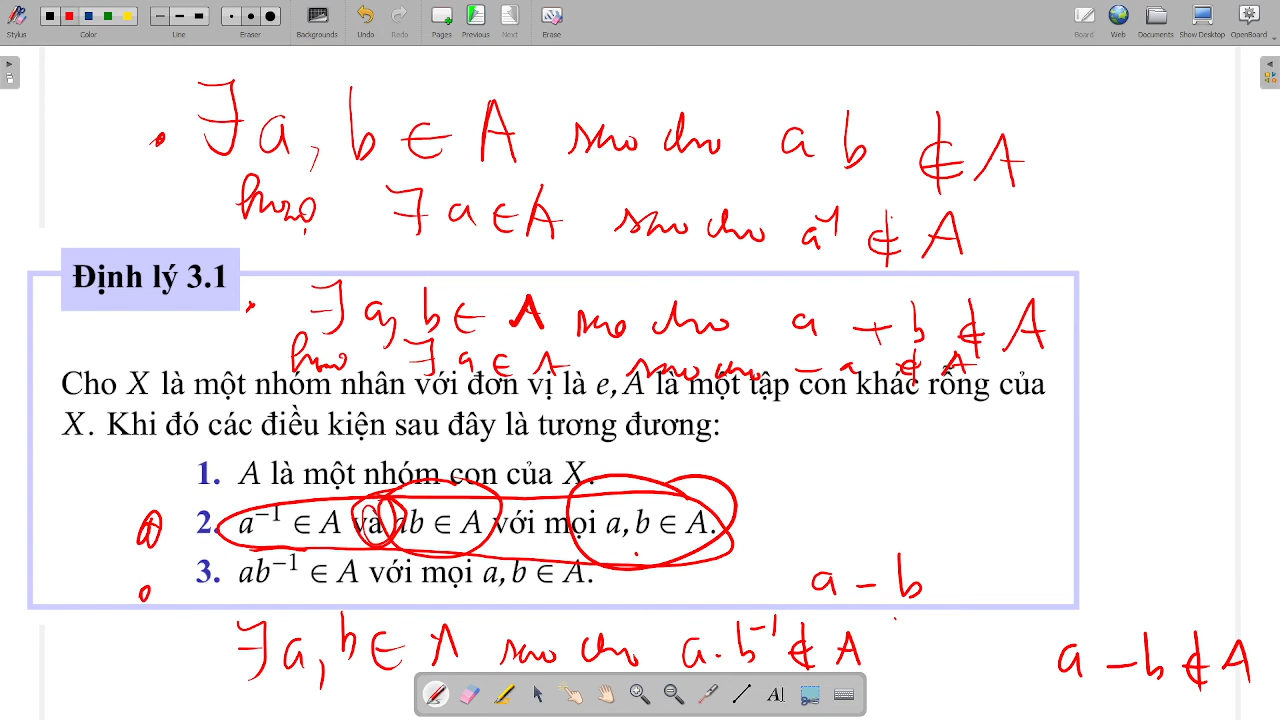 Stylus Color Line Eraser Backgrounds Undo Redo Pages Previous Next Erase Board Web Documents Show Desktop OpenBoard
• ∃ a, b ∈ A sao cho a b ∉ A
hoặc ∃ a ∈ A sao cho a⁻¹ ∉ A
Định lý 3.1
• ∃ a, b ∈ A sao cho a + b ∉ A
hoặc ∃ a ∈ A sao cho − a ∉ A
Cho X là một nhóm nhân với đơn vị là e, A là một tập con khác rỗng của
X. Khi đó các điều kiện sau đây là tương đương:
1. A là một nhóm con của X.
2. a⁻¹ ∈ A và ab ∈ A với mọi a, b ∈ A.
3. ab⁻¹ ∈ A với mọi a, b ∈ A.
a − b
∃ a, b ∈ A sao cho a . b⁻¹ ∉ A
a − b ∉ A